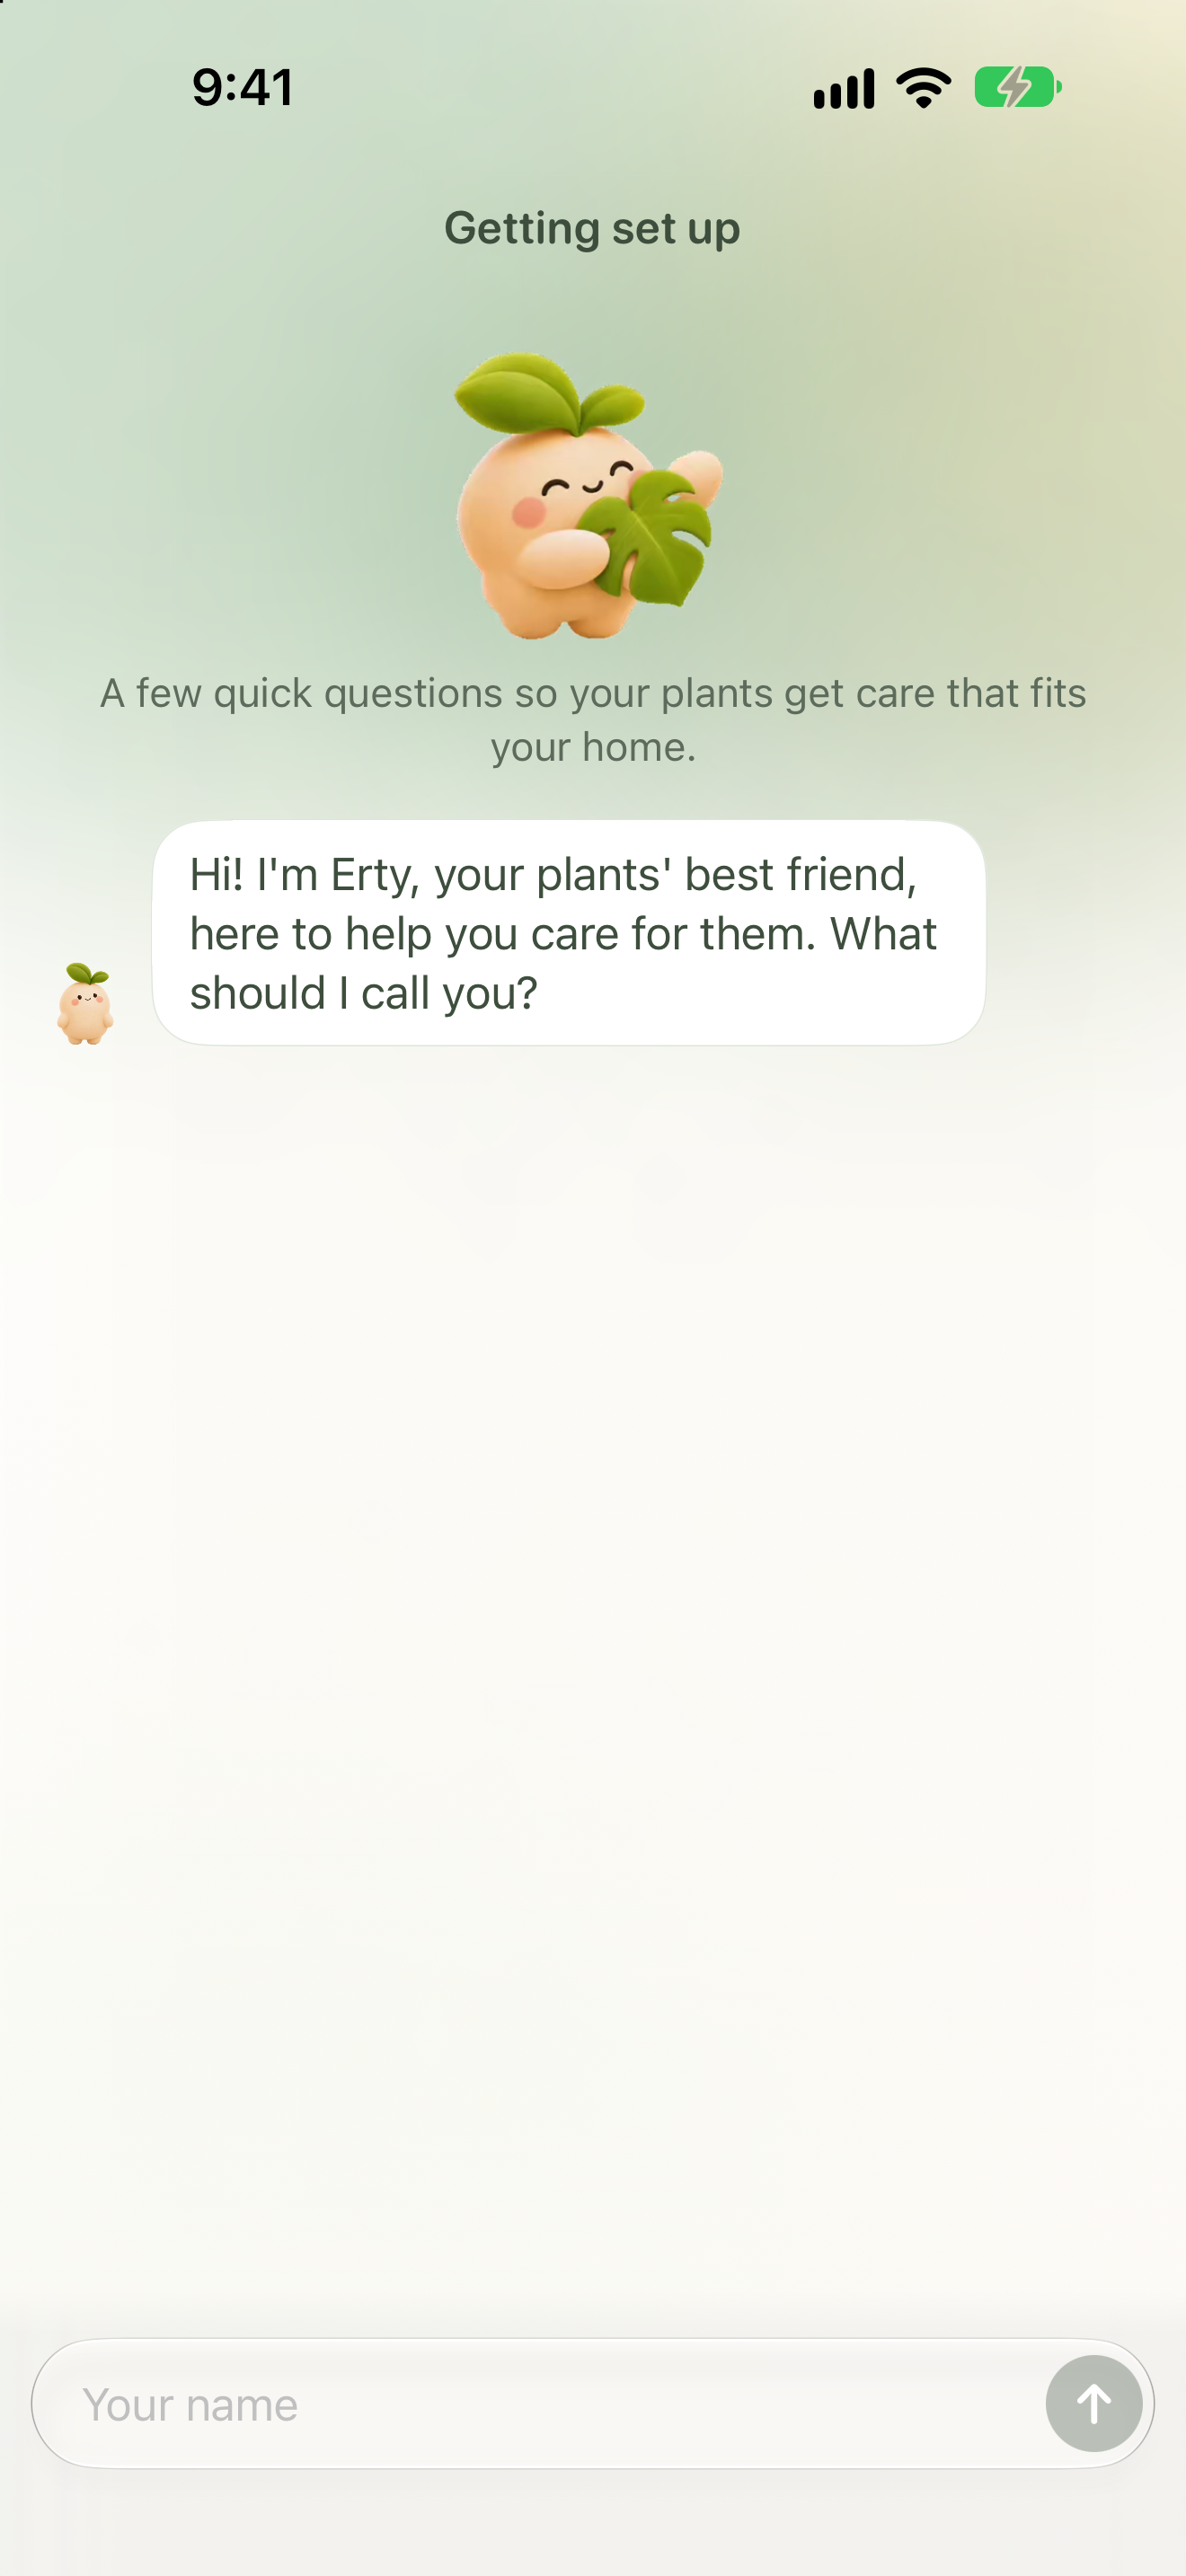 9:41
Getting set up
A few quick questions so your plants get care that fits
your home.
Hi! I'm Erty, your plants' best friend,
here to help you care for them. What
should I call you?
Your name